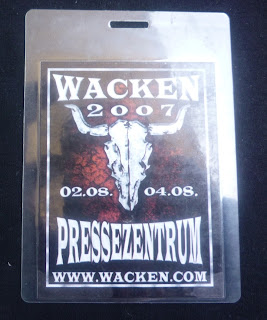 WACKEN
2007
02.08. 04.08.
PRESSEZENTRUM
WWW.WACKEN.COM